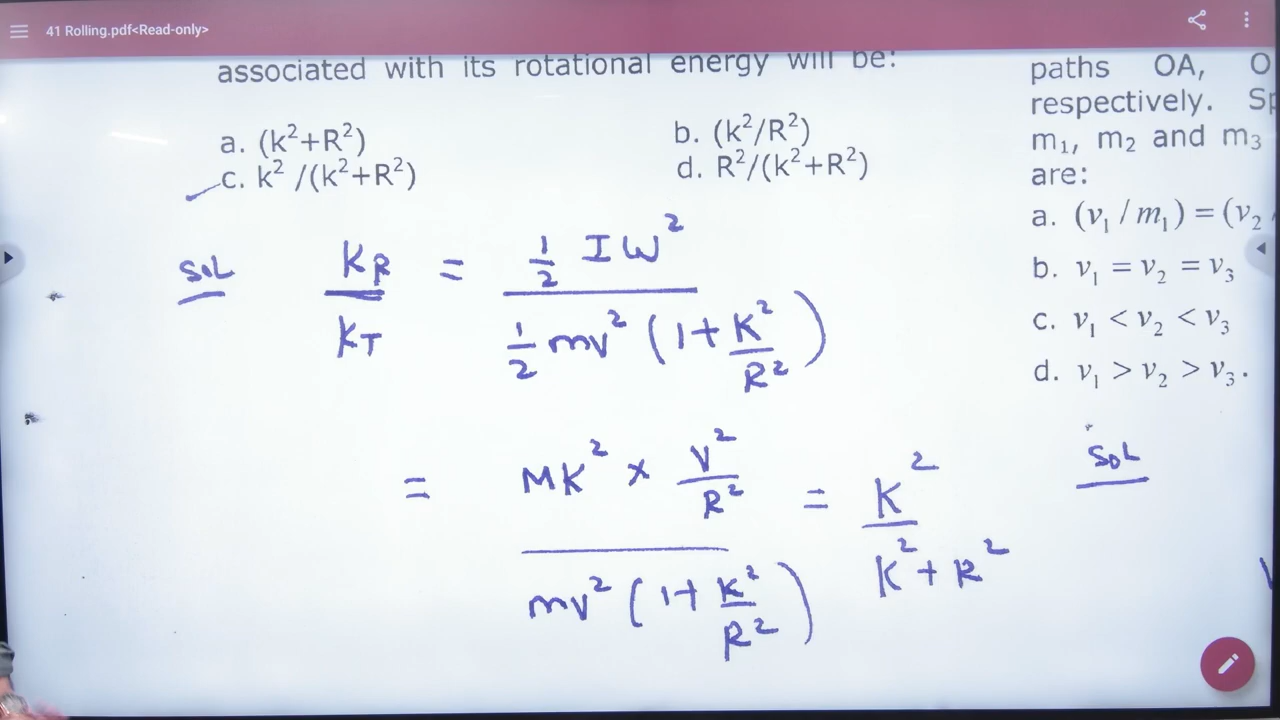 41 Rolling.pdf<Read-only>
associated with its rotational energy will be:
a. (k²+R²)
b. (k²/R²)
c. k² /(k²+R²)
d. R²/(k²+R²)
SOL
K_R / K_T = ½ I W² / ½ mv² (1 + K²/R²)
= MK² × V²/R² / mv² (1 + K²/R²) = K² / K² + R²
paths OA, O
respectively. Sp
m₁, m₂ and m₃
are:
a. (v₁ / m₁) = (v₂
b. v₁ = v₂ = v₃
c. v₁ < v₂ < v₃
d. v₁ > v₂ > v₃.
SOL